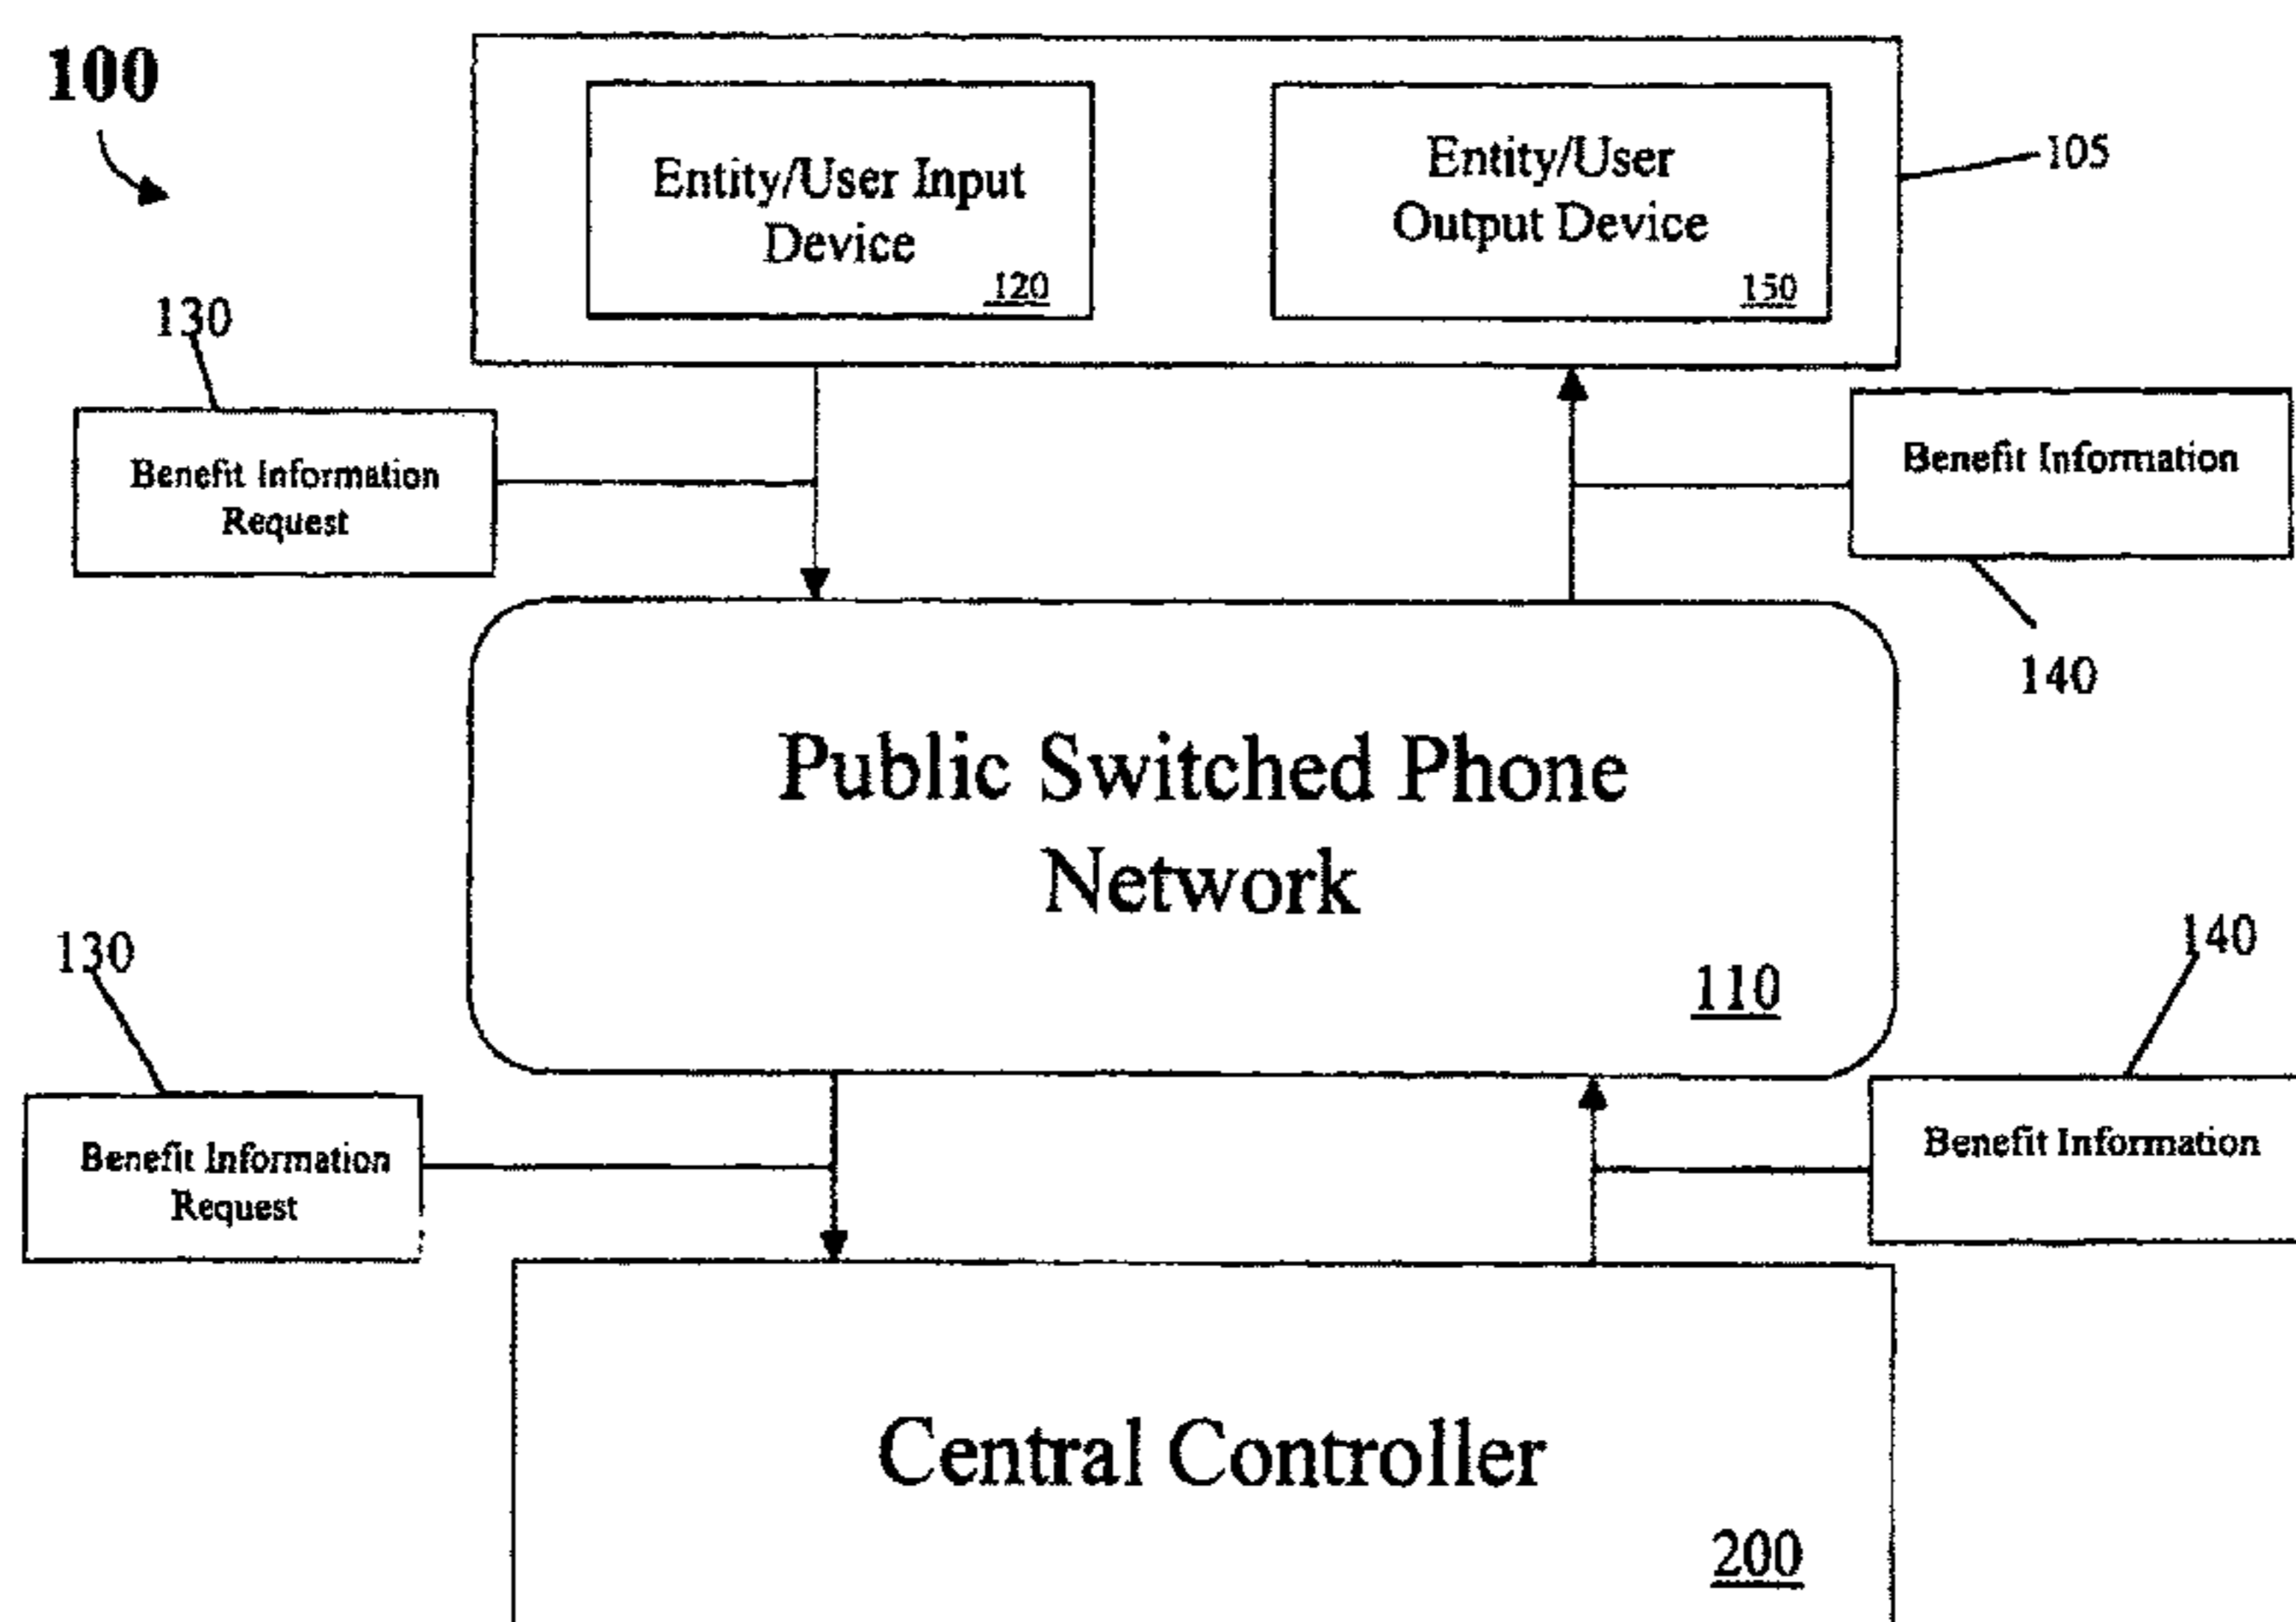 100
Entity/User Input
Device
120
Entity/User
Output Device
150
105
130
Benefit Information
Request
Benefit Information
140
Public Switched Phone
Network
110
130
Benefit Information
Request
140
Benefit Information
Central Controller
200